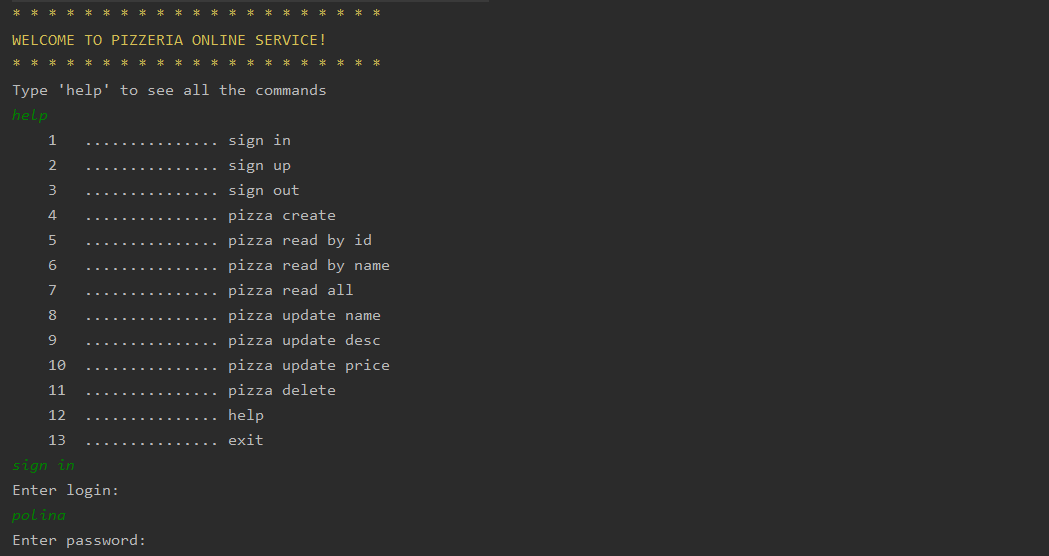 * * * * * * * * * * * * * * * * * * * * *
WELCOME TO PIZZERIA ONLINE SERVICE!
* * * * * * * * * * * * * * * * * * * * *
Type 'help' to see all the commands
help
    1   ............... sign in
    2   ............... sign up
    3   ............... sign out
    4   ............... pizza create
    5   ............... pizza read by id
    6   ............... pizza read by name
    7   ............... pizza read all
    8   ............... pizza update name
    9   ............... pizza update desc
    10  ............... pizza update price
    11  ............... pizza delete
    12  ............... help
    13  ............... exit
sign in
Enter login:
polina
Enter password: